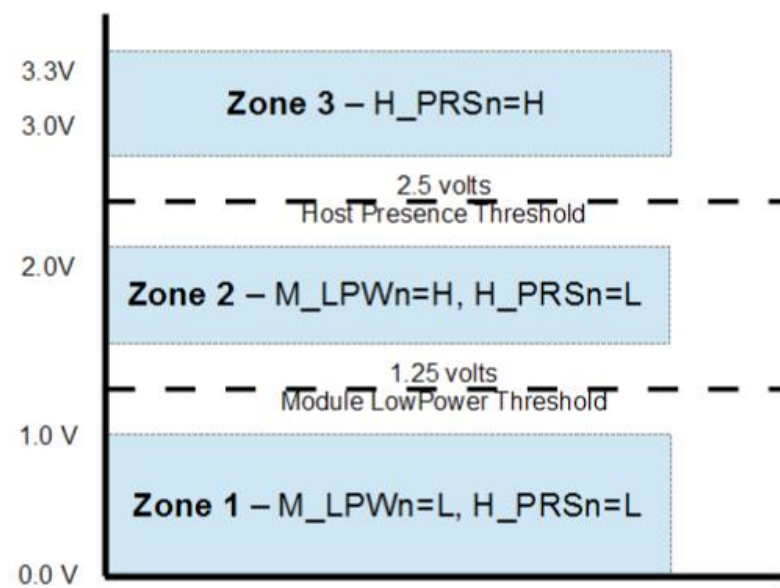 3.3V
Zone 3 – H_PRSn=H
3.0V
2.5 volts
Host Presence Threshold
2.0V
Zone 2 – M_LPWn=H, H_PRSn=L
1.25 volts
Module LowPower Threshold
1.0 V
Zone 1 – M_LPWn=L, H_PRSn=L
0.0 V